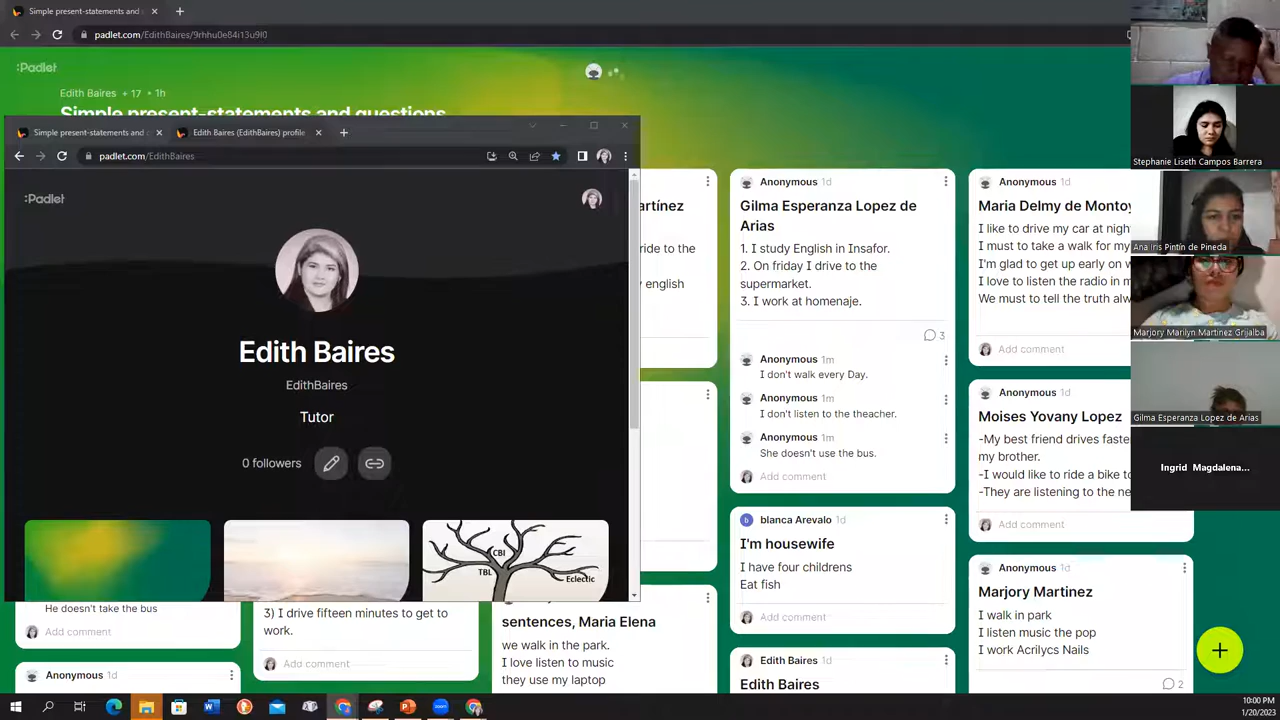 Simple present-statements and
padlet.com/EdithBaires/9rhhu0e84i13u9l0
:Padlet
Edith Baires + 17 • 1h
Simple present-statements and questions
Simple present-statements and
Edith Baires (EdithBaires) profile
padlet.com/EdithBaires
:Padlet
Edith Baires
EdithBaires
Tutor
0 followers
CBI
TBL
Eclectic
He doesn't take the bus
Add comment
Anonymous
3) I drive fifteen minutes to get to
work.
Add comment
artínez
ride to the
y english
sentences, Maria Elena
we walk in the park.
I love listen to music
they use my laptop
Anonymous 1d
Gilma Esperanza Lopez de
Arias
1. I study English in Insafor.
2. On friday I drive to the
supermarket.
3. I work at homenaje.
3
Anonymous 1m
I don't walk every Day.
Anonymous 1m
I don't listen to the theacher.
Anonymous 1m
She doesn't use the bus.
Add comment
b
blanca Arevalo 1d
I'm housewife
I have four childrens
Eat fish
Add comment
Edith Baires 1d
Edith Baires
Anonymous 1d
Maria Delmy de Montoy
I like to drive my car at nigh
I must to take a walk for my
I'm glad to get up early on w
I love to listen the radio in m
We must to tell the truth alw
Add comment
Anonymous 1d
Moises Yovany Lopez
-My best friend drives faste
my brother.
-I would like to ride a bike to
-They are listening to the ne
Add comment
Anonymous 1d
Marjory Martinez
I walk in park
I listen music the pop
I work Acrilycs Nails
2
Stephanie Liseth Campos Barrera
Ana Iris Pintin de Pineda
Marjory Marilyn Martinez Grijalba
Gilma Esperanza Lopez de Arias
Ingrid Magdalena...
10:00 PM
1/20/2023